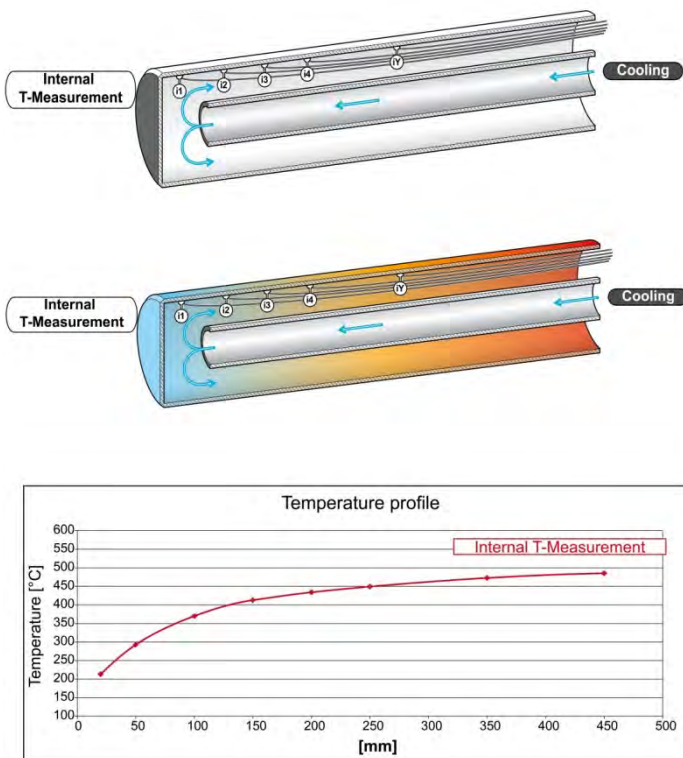 Internal
T-Measurement
i1
i2
i3
i4
iY
Cooling
Internal
T-Measurement
i1
i2
i3
i4
iY
Cooling
Temperature profile
Internal T-Measurement
Temperature [°C]
600
550
500
450
400
350
300
250
200
150
100
0 50 100 150 200 250 300 350 400 450 500
[mm]